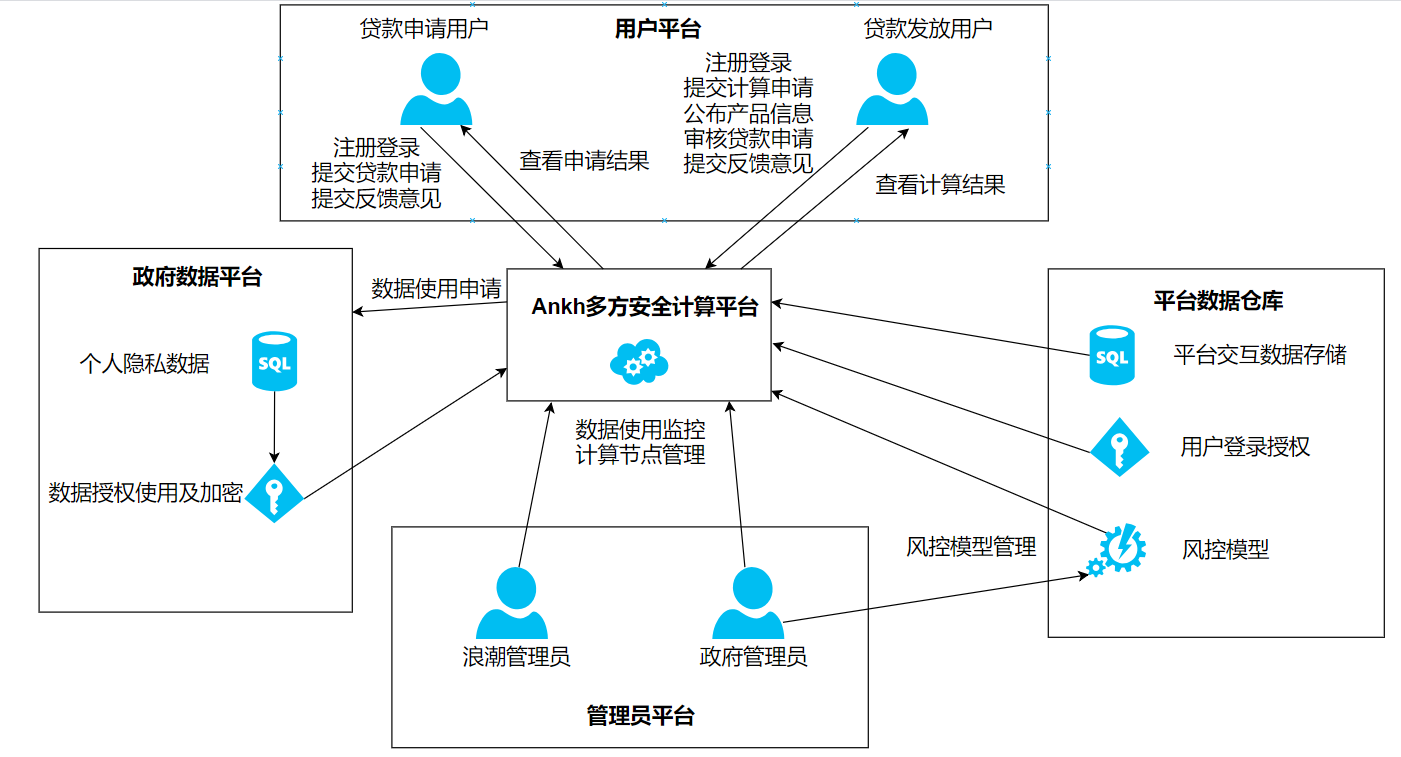 贷款申请用户
用户平台
贷款发放用户
注册登录
提交计算申请
公布产品信息
审核贷款申请
提交反馈意见
注册登录
提交贷款申请
提交反馈意见
查看申请结果
查看计算结果
政府数据平台
数据使用申请
Ankh多方安全计算平台
平台数据仓库
个人隐私数据
SQL
SQL
平台交互数据存储
数据使用监控
计算节点管理
用户登录授权
数据授权使用及加密
风控模型管理
风控模型
浪潮管理员
政府管理员
管理员平台